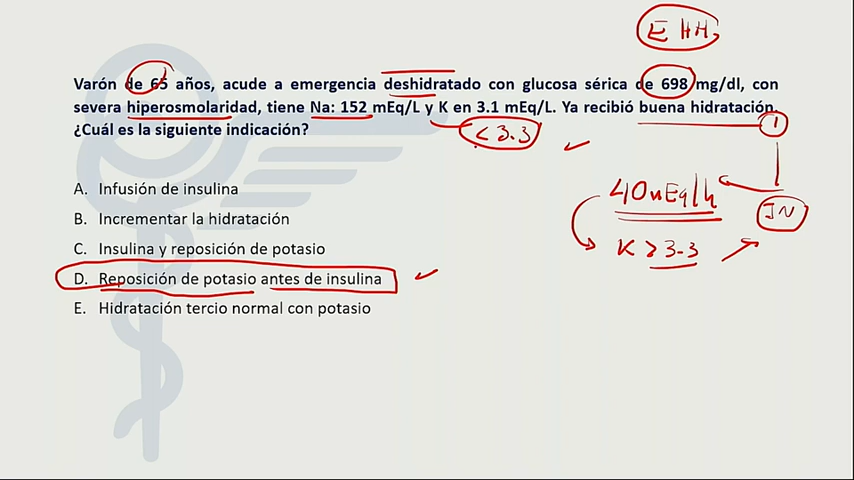 E HH
Varón de 65 años, acude a emergencia deshidratado con glucosa sérica de 698 mg/dl, con
severa hiperosmolaridad, tiene Na: 152 mEq/L y K en 3.1 mEq/L. Ya recibió buena hidratación.
¿Cuál es la siguiente indicación?
< 3.3
1
A. Infusión de insulina
B. Incrementar la hidratación
C. Insulina y reposición de potasio
D. Reposición de potasio antes de insulina
E. Hidratación tercio normal con potasio
40mEq/h
IN
K > 3.3